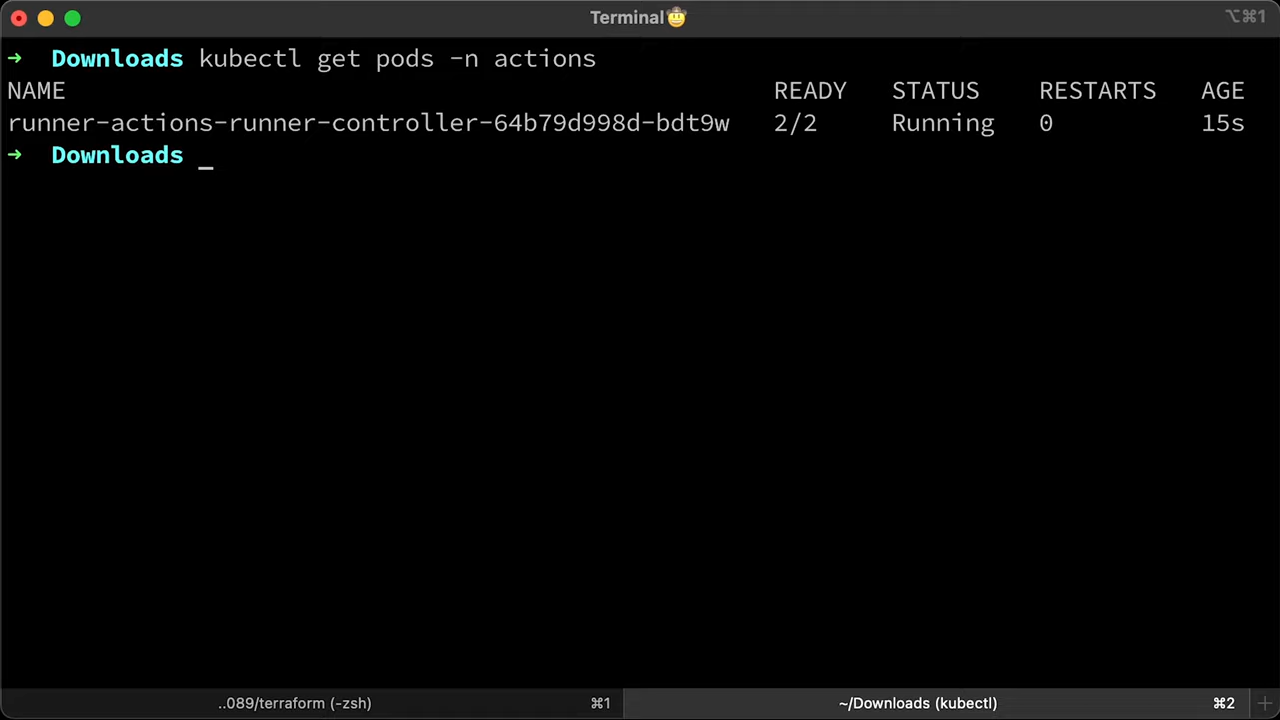 Terminal🤠 ⌥⌘1
→ Downloads kubectl get pods -n actions
NAME READY STATUS RESTARTS AGE
runner-actions-runner-controller-64b79d998d-bdt9w 2/2 Running 0 15s
→ Downloads _
..089/terraform (-zsh) ⌘1 ~/Downloads (kubectl) ⌘2 +